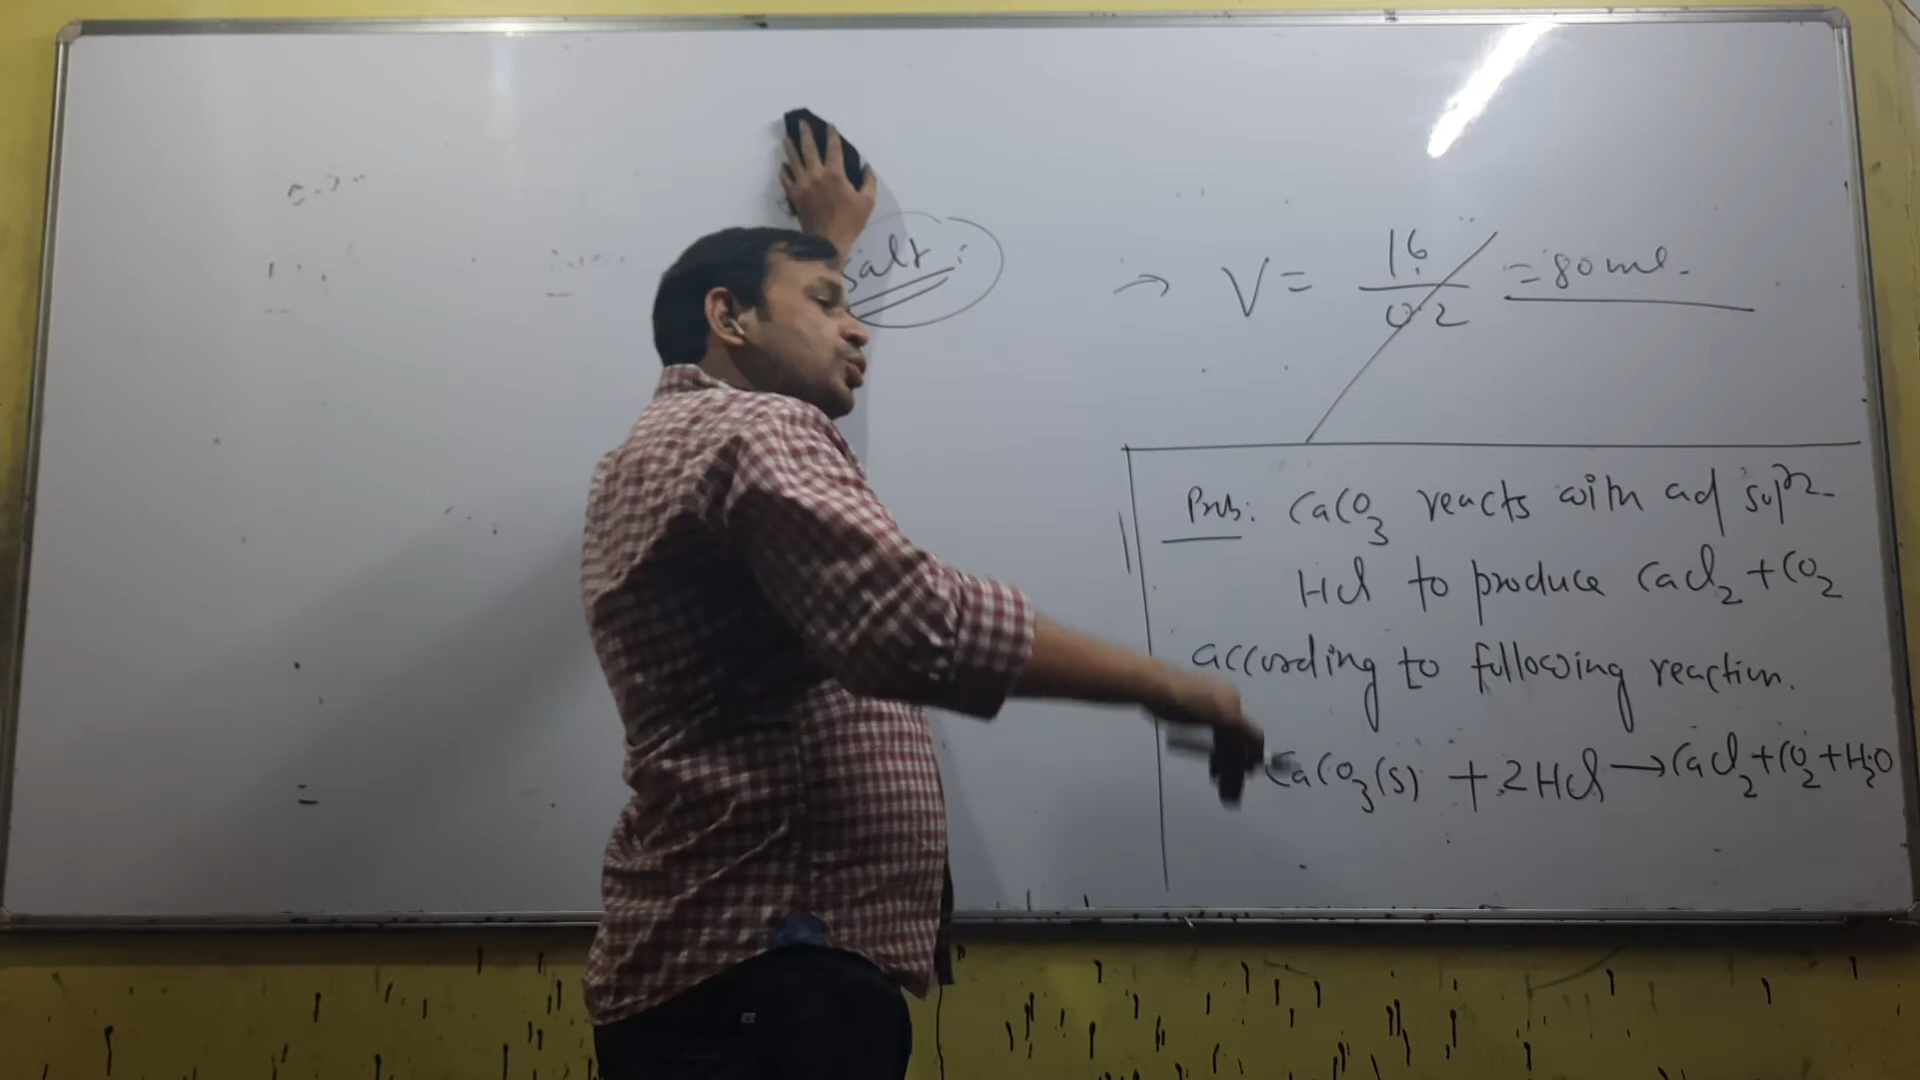 Salt:
→ V = 16/0.2 = 80 ml.
Prob: CaCO3 reacts with aq sol^n
HCl to produce CaCl2 + CO2
according to following reaction.
CaCO3(s) + 2HCl → CaCl2 + CO2 + H2O